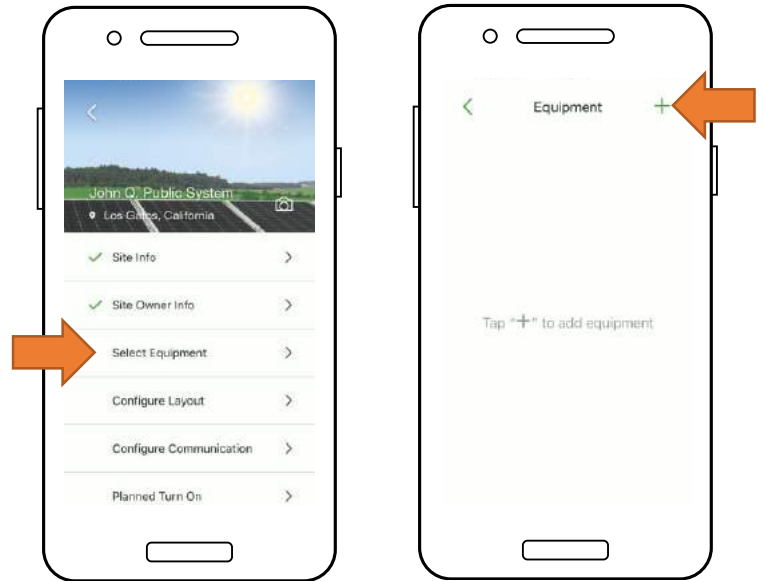 John Q. Public System
Los Gatos, California
Site Info
Site Owner Info
Select Equipment
Configure Layout
Configure Communication
Planned Turn On
Equipment
Tap "+" to add equipment